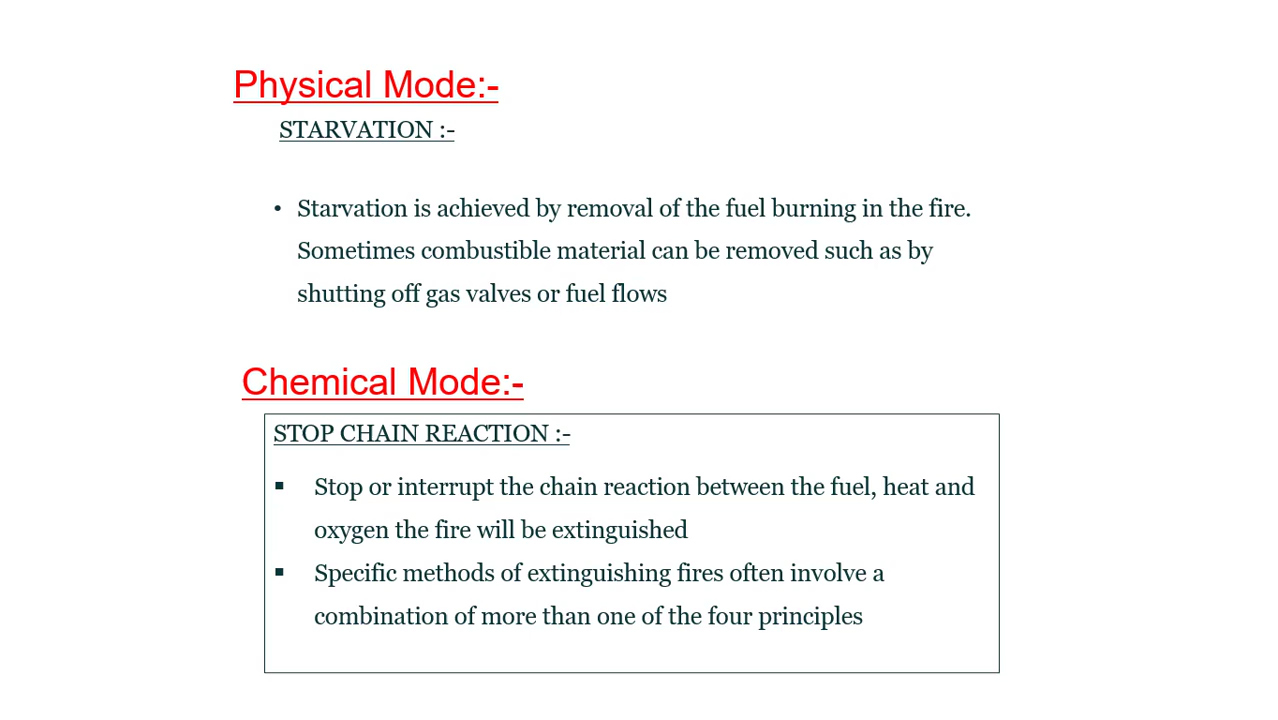 Physical Mode:-
STARVATION :-
• Starvation is achieved by removal of the fuel burning in the fire.
Sometimes combustible material can be removed such as by
shutting off gas valves or fuel flows
Chemical Mode:-
STOP CHAIN REACTION :-
▪ Stop or interrupt the chain reaction between the fuel, heat and
oxygen the fire will be extinguished
▪ Specific methods of extinguishing fires often involve a
combination of more than one of the four principles